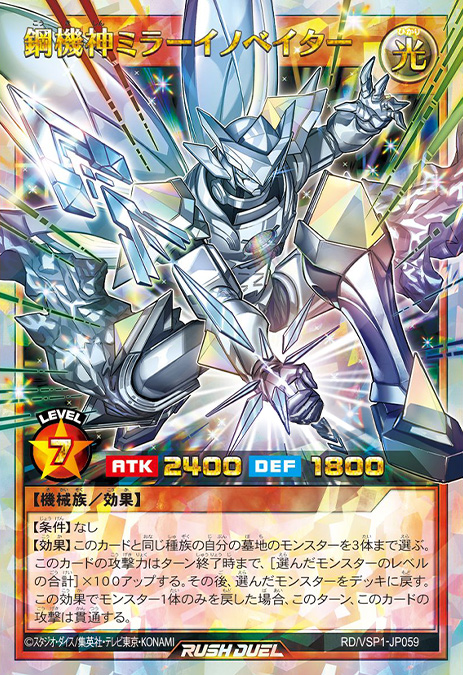 鋼機神ミラーイノベイター
光
LEVEL
7
ATK 2400 DEF 1800
【機械族/効果】
【条件】なし
【効果】このカードと同じ種族の自分の墓地のモンスターを3体まで選ぶ。
このカードの攻撃力はターン終了時まで、[選んだモンスターのレベル
の合計]×100アップする。その後、選んだモンスターをデッキに戻す。
この効果でモンスター1体のみを戻した場合、このターン、このカードの
攻撃は貫通する。
©スタジオ・ダイス/集英社・テレビ東京・KONAMI
RUSH DUEL
RD/VSP1-JP059